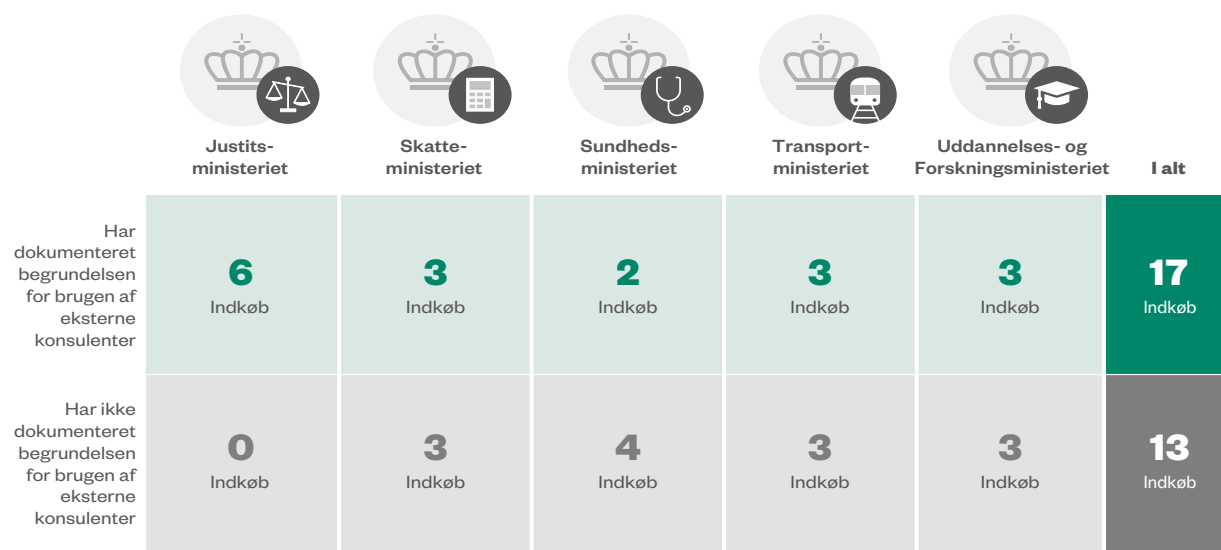 Justits-
ministeriet
Skatte-
ministeriet
Sundheds-
ministeriet
Transport-
ministeriet
Uddannelses- og
Forskningsministeriet
I alt
Har
dokumenteret
begrundelsen
for brugen af
eksterne
konsulenter
6
Indkøb
3
Indkøb
2
Indkøb
3
Indkøb
3
Indkøb
17
Indkøb
Har ikke
dokumenteret
begrundelsen
for brugen af
eksterne
konsulenter
0
Indkøb
3
Indkøb
4
Indkøb
3
Indkøb
3
Indkøb
13
Indkøb